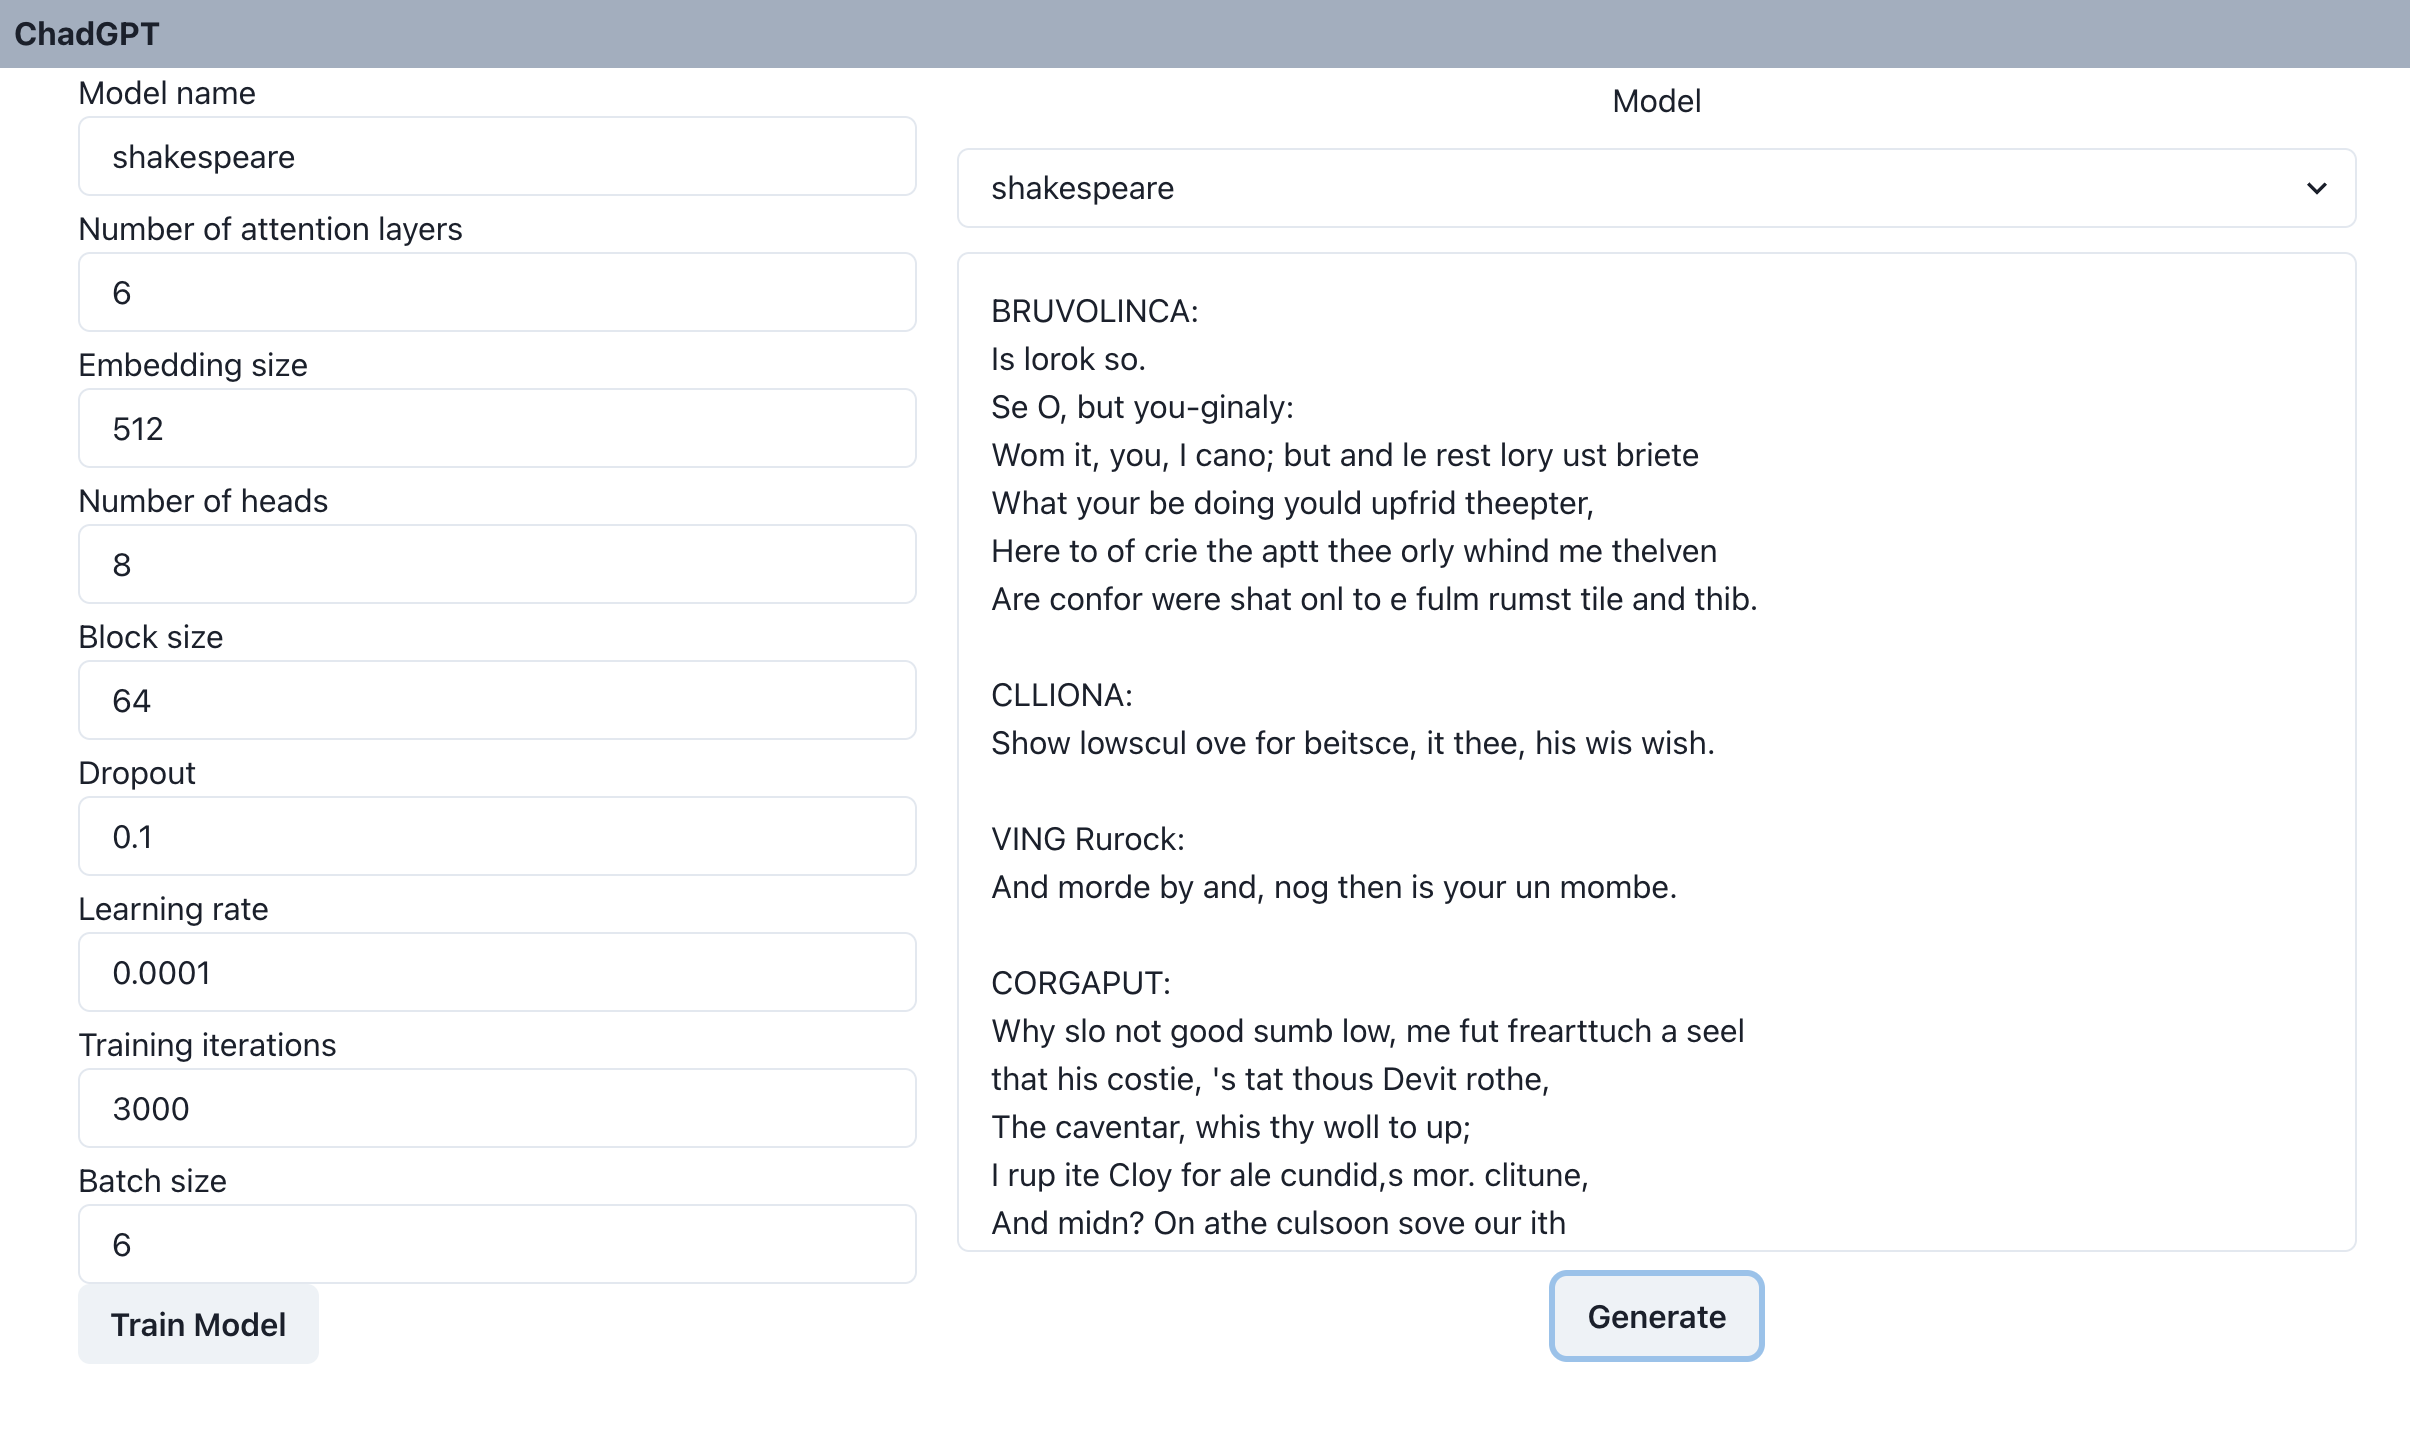 ChadGPT
Model name
shakespeare
Number of attention layers
6
Embedding size
512
Number of heads
8
Block size
64
Dropout
0.1
Learning rate
0.0001
Training iterations
3000
Batch size
6
Train Model
Model
shakespeare
BRUVOLINCA:
Is lorok so.
Se O, but you-ginaly:
Wom it, you, I cano; but and le rest lory ust briete
What your be doing yould upfrid theepter,
Here to of crie the aptt thee orly whind me thelven
Are confor were shat onl to e fulm rumst tile and thib.
CLLIONA:
Show lowscul ove for beitsce, it thee, his wis wish.
VING Rurock:
And morde by and, nog then is your un mombe.
CORGAPUT:
Why slo not good sumb low, me fut frearttuch a seel
that his costie, 's tat thous Devit rothe,
The caventar, whis thy woll to up;
I rup ite Cloy for ale cundid,s mor. clitune,
And midn? On athe culsoon sove our ith
Generate